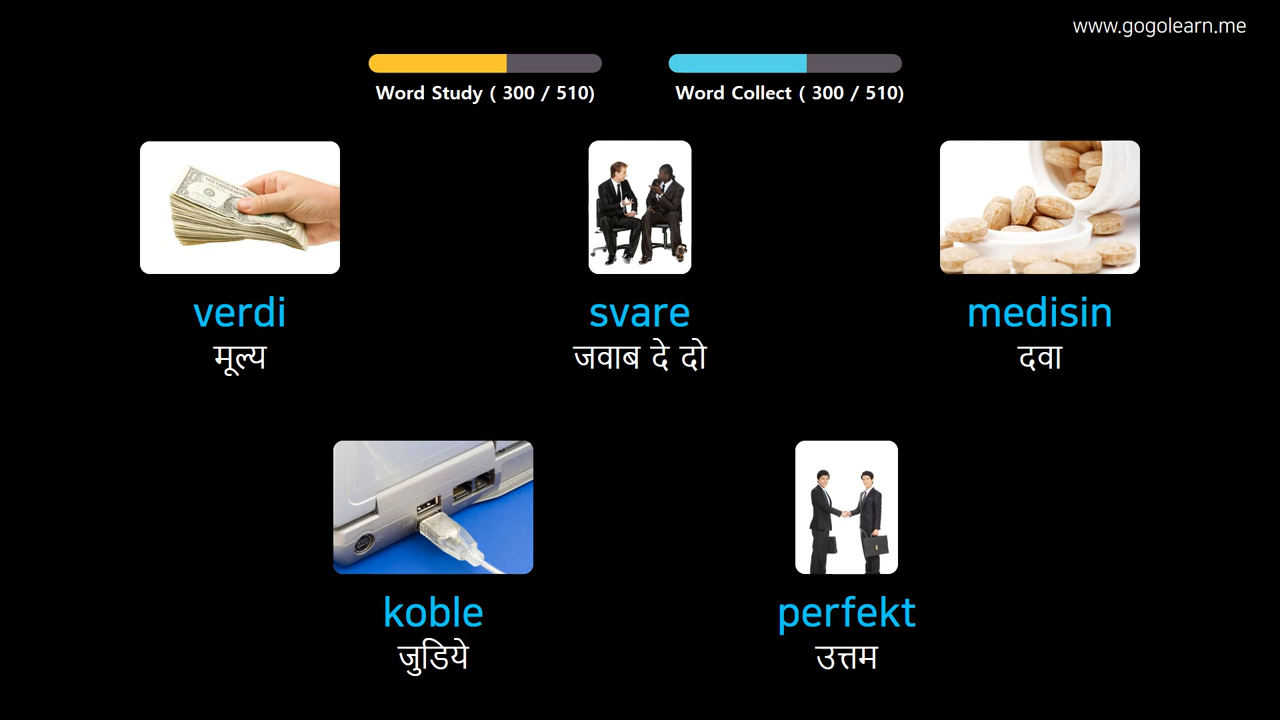 www.gogolearn.me
Word Study ( 300 / 510)
Word Collect ( 300 / 510)
verdi
मूल्य
svare
जवाब दे दो
medisin
दवा
koble
जुडिये
perfekt
उत्तम